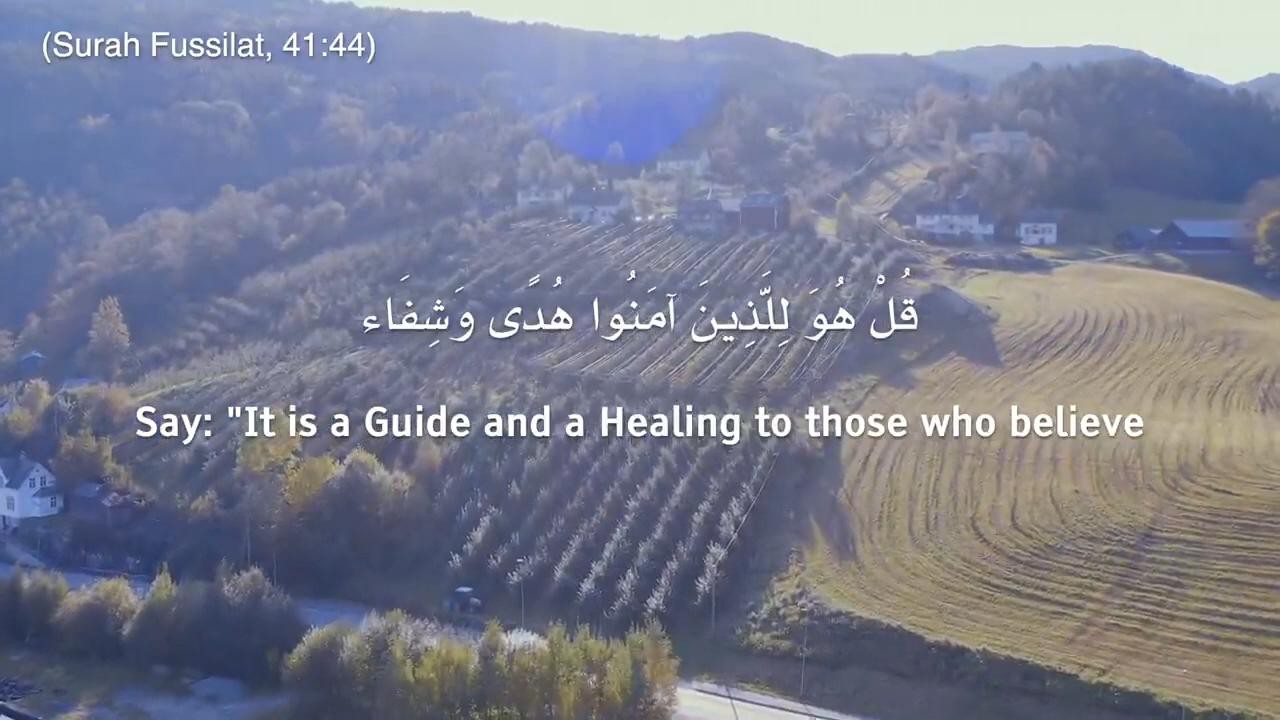 (Surah Fussilat, 41:44)
قُلْ هُوَ لِلَّذِينَ آمَنُوا هُدًى وَشِفَاء
Say: "It is a Guide and a Healing to those who believe